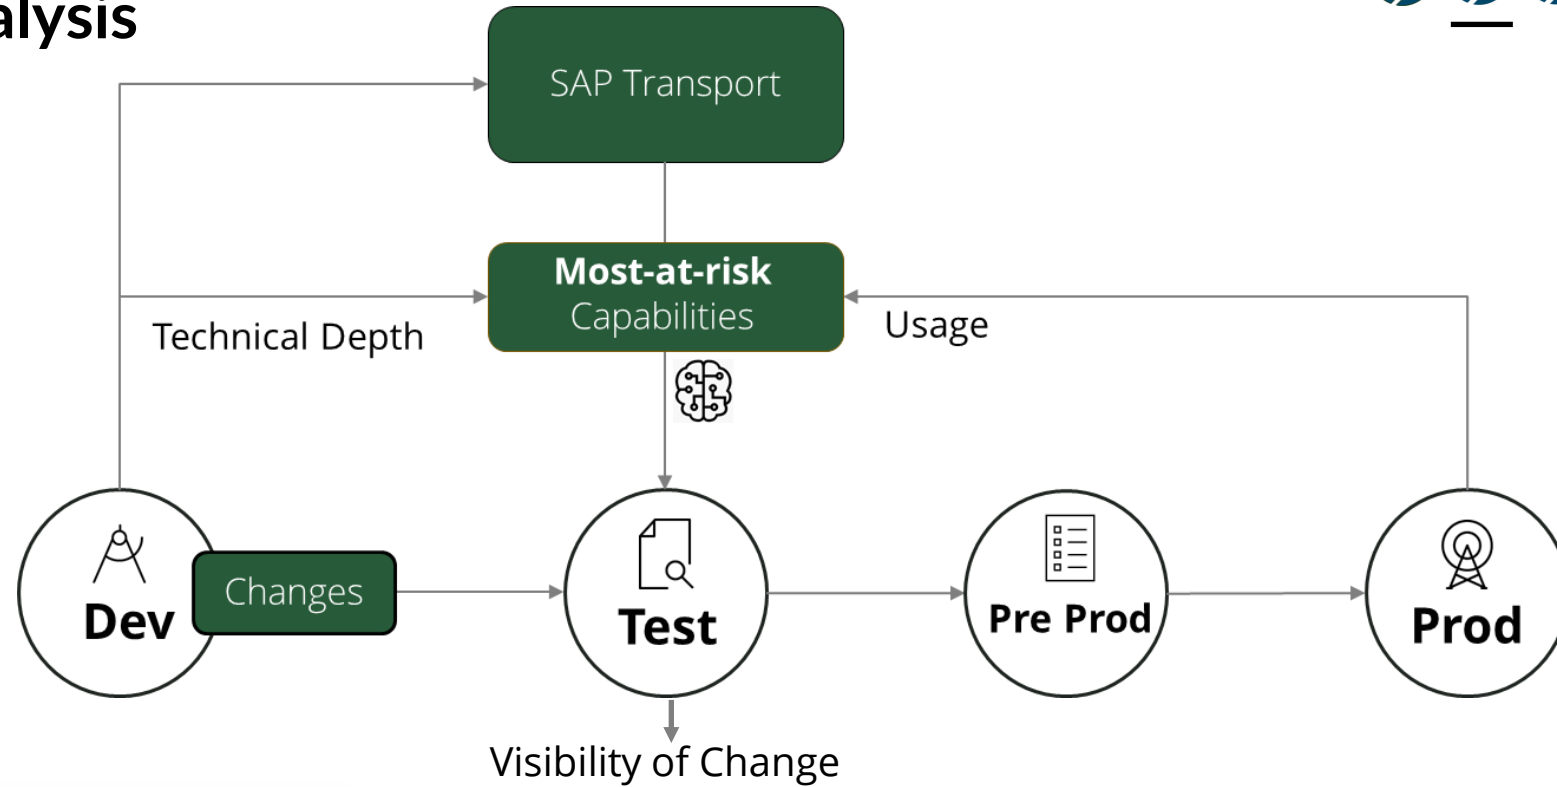 alysis
SAP Transport
Most-at-risk
Capabilities
Technical Depth
Usage
Changes
Dev
Test
Pre Prod
Prod
Visibility of Change